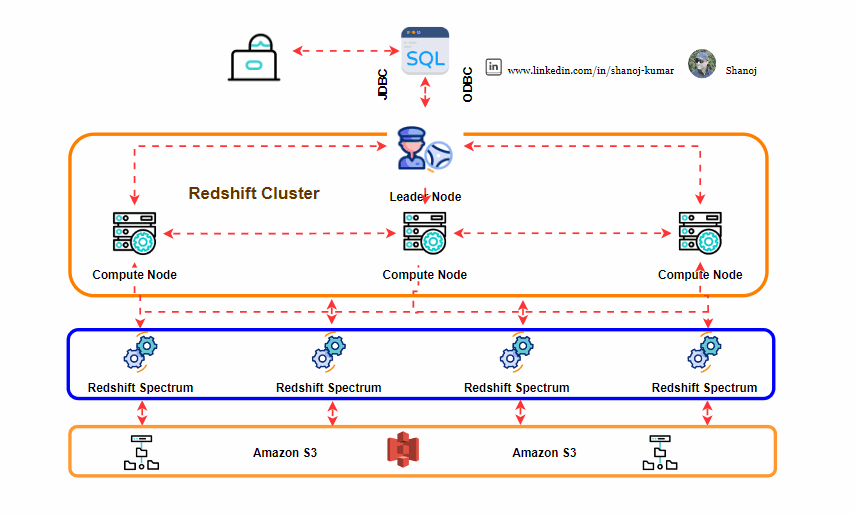 SQL
JDBC
ODBC
in
www.linkedin.com/in/shanoj-kumar
Shanoj
Redshift Cluster
Leader Node
Compute Node
Compute Node
Compute Node
Redshift Spectrum
Redshift Spectrum
Redshift Spectrum
Redshift Spectrum
Amazon S3
Amazon S3